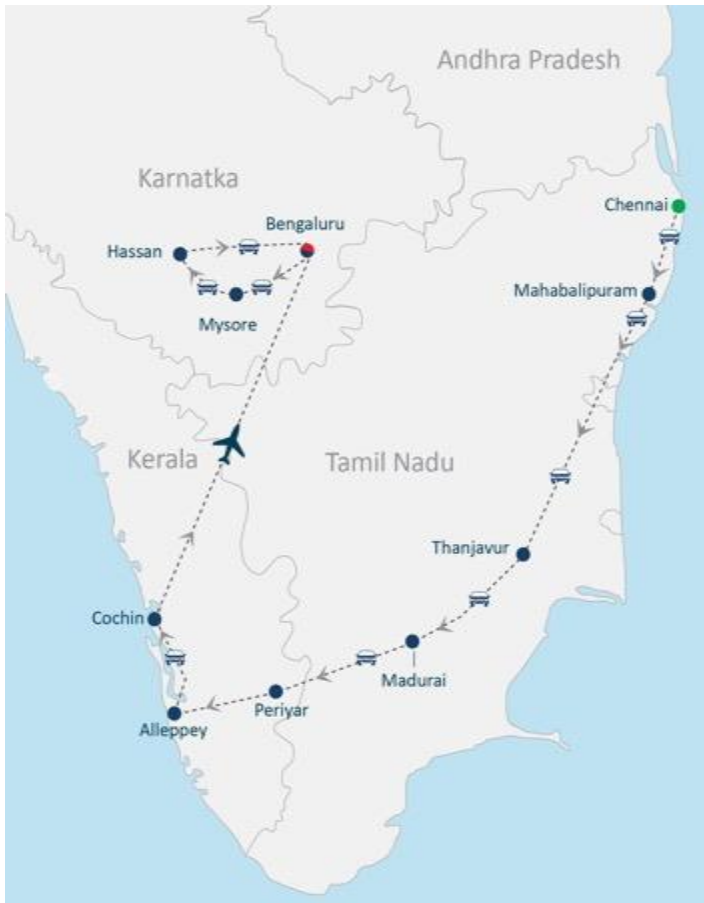 Andhra Pradesh
Karnatka
Chennai
Bengaluru
Hassan
Mahabalipuram
Mysore
Kerala
Tamil Nadu
Thanjavur
Cochin
Madurai
Periyar
Alleppey